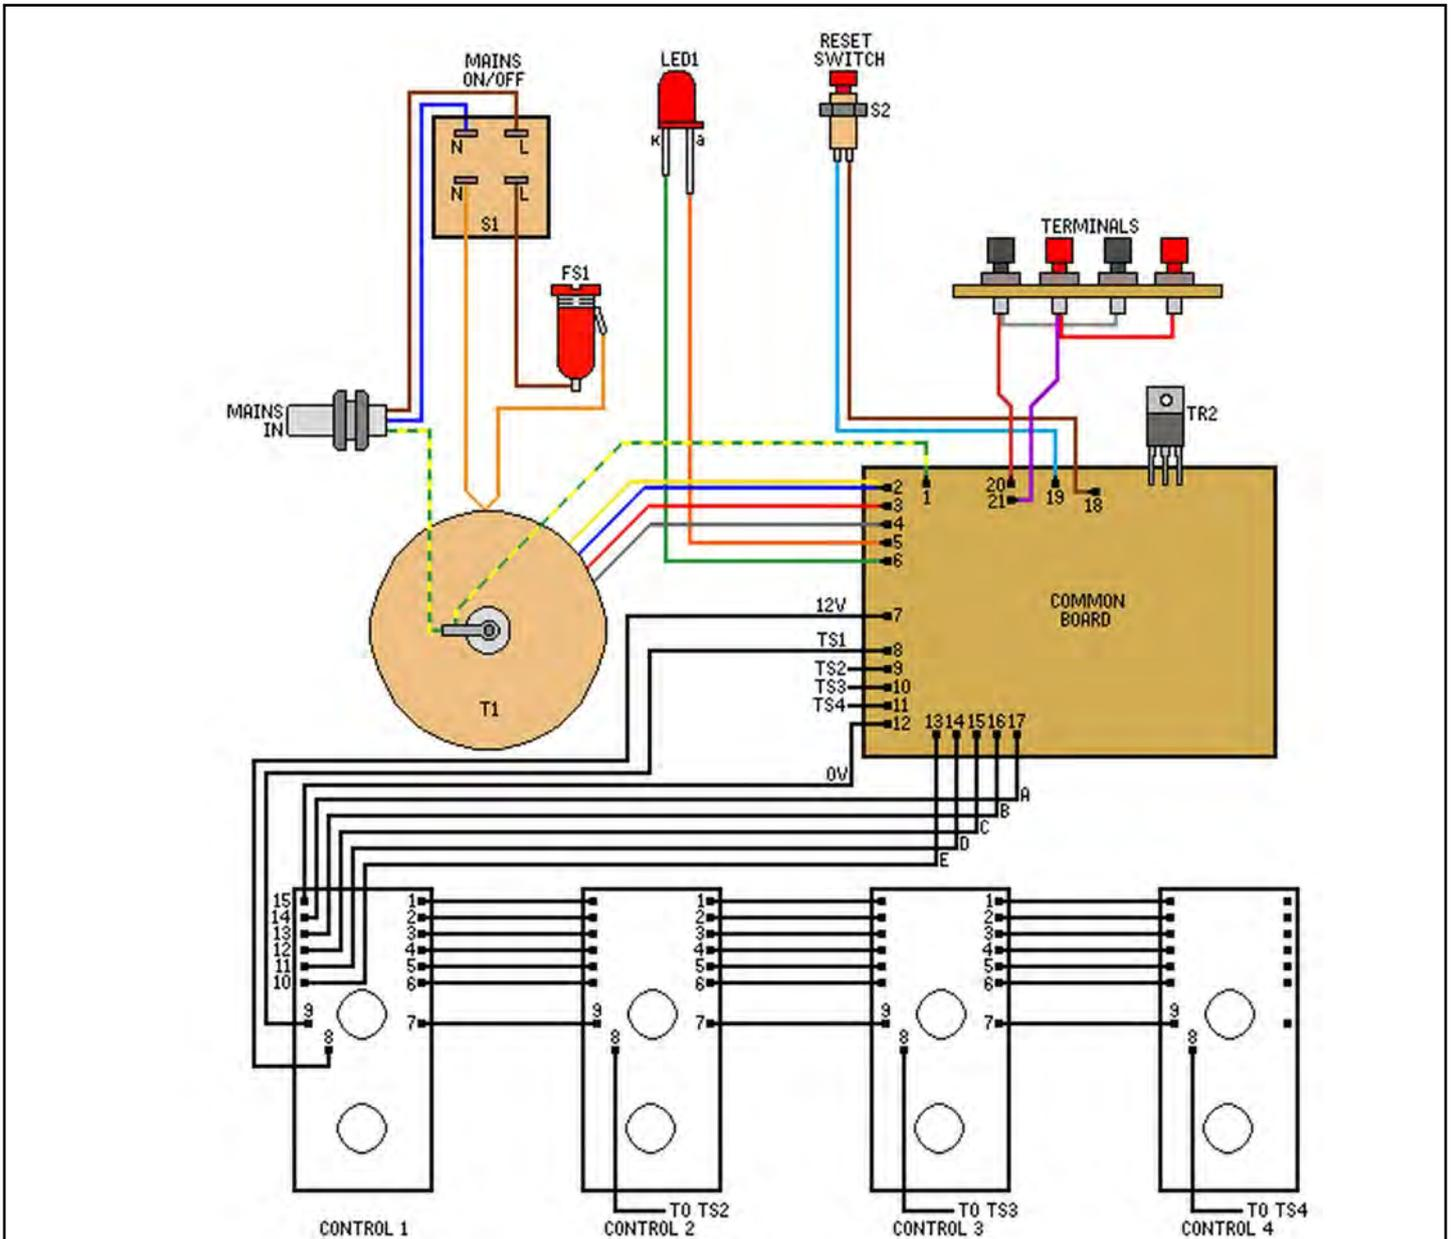 RESET
SWITCH
MAINS
ON/OFF
LED1
S2
K a
N L
N L
S1
TERMINALS
FS1
MAINS
IN
TR2
1 20 19 18
21
2
3
4
5
6
COMMON
BOARD
12V 7
TS1 8
TS2 9
TS3 10
TS4 11
12
T1
13 14 15 16 17
0V
A
B
C
D
E
15 1 1 1
14 2 2 2
13 3 3 3
12 4 4 4
11 5 5 5
10 6 6 6
9 7 9 7 9 7 9
8 8 8 8
TO TS2 TO TS3 TO TS4
CONTROL 1 CONTROL 2 CONTROL 3 CONTROL 4